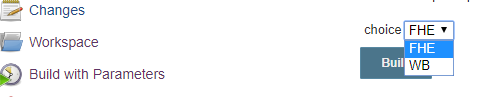 Changes
Workspace
Build with Parameters
choice FHE
FHE
WB